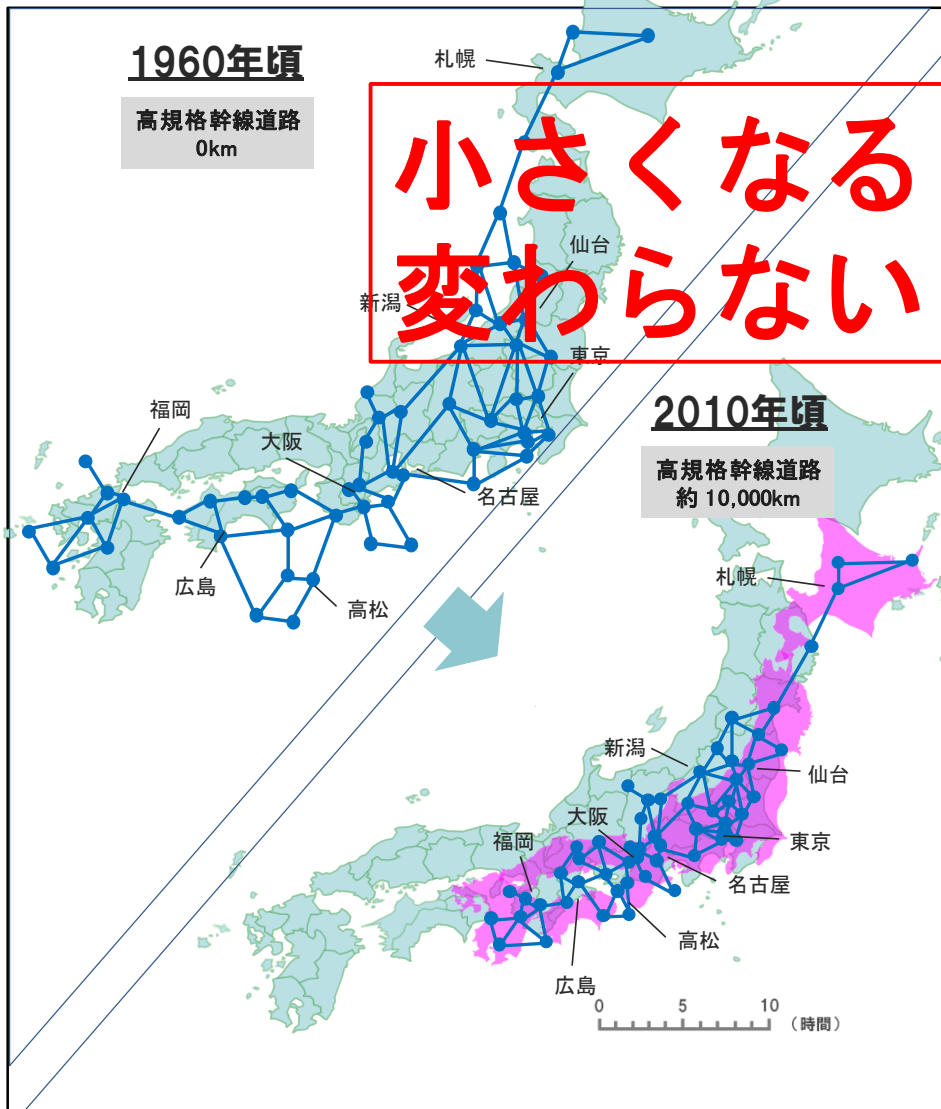 1960年頃
高規格幹線道路
0km
札幌
小さくなる
変わらない
仙台
新潟
東京
福岡
大阪
名古屋
広島
高松
2010年頃
高規格幹線道路
約 10,000km
札幌
新潟
仙台
大阪
福岡
東京
名古屋
高松
広島
0 5 10
（時間）